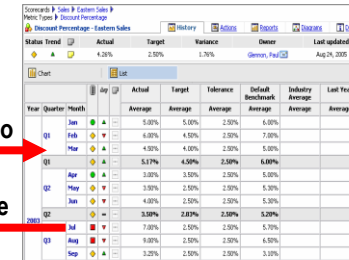 Scorecards Sales Eastern Sales
Metric Types Discount Percentage
Discount Percentage - Eastern Sales History Actions Reports Diagrams
Status Trend Actual Target Variance Owner Last updated
4.26% 2.50% 1.76% Glennon, Paul Aug 24, 2005
Chart List
Actual Target Tolerance Default Benchmark Industry Average Last Yea
Average Average Average Average Average Average
Year Quarter Month
Jan 5.00% 5.00% 2.50% 6.00%
Q1 Feb 6.00% 4.50% 2.50% 7.00%
Mar 4.50% 4.00% 2.50% 5.00%
Q1 5.17% 4.50% 2.50% 6.00%
Apr 3.00% 3.50% 2.50% 5.00%
Q2 May 3.50% 2.50% 2.50% 5.30%
Jun 4.00% 2.50% 2.50% 5.30%
Q2 3.50% 2.83% 2.50% 5.20%
2003
Jul 7.00% 2.50% 2.50% 5.70%
Q3 Aug 9.00% 2.50% 2.50% 6.50%
Sep 3.25% 2.50% 2.50% 3.10%